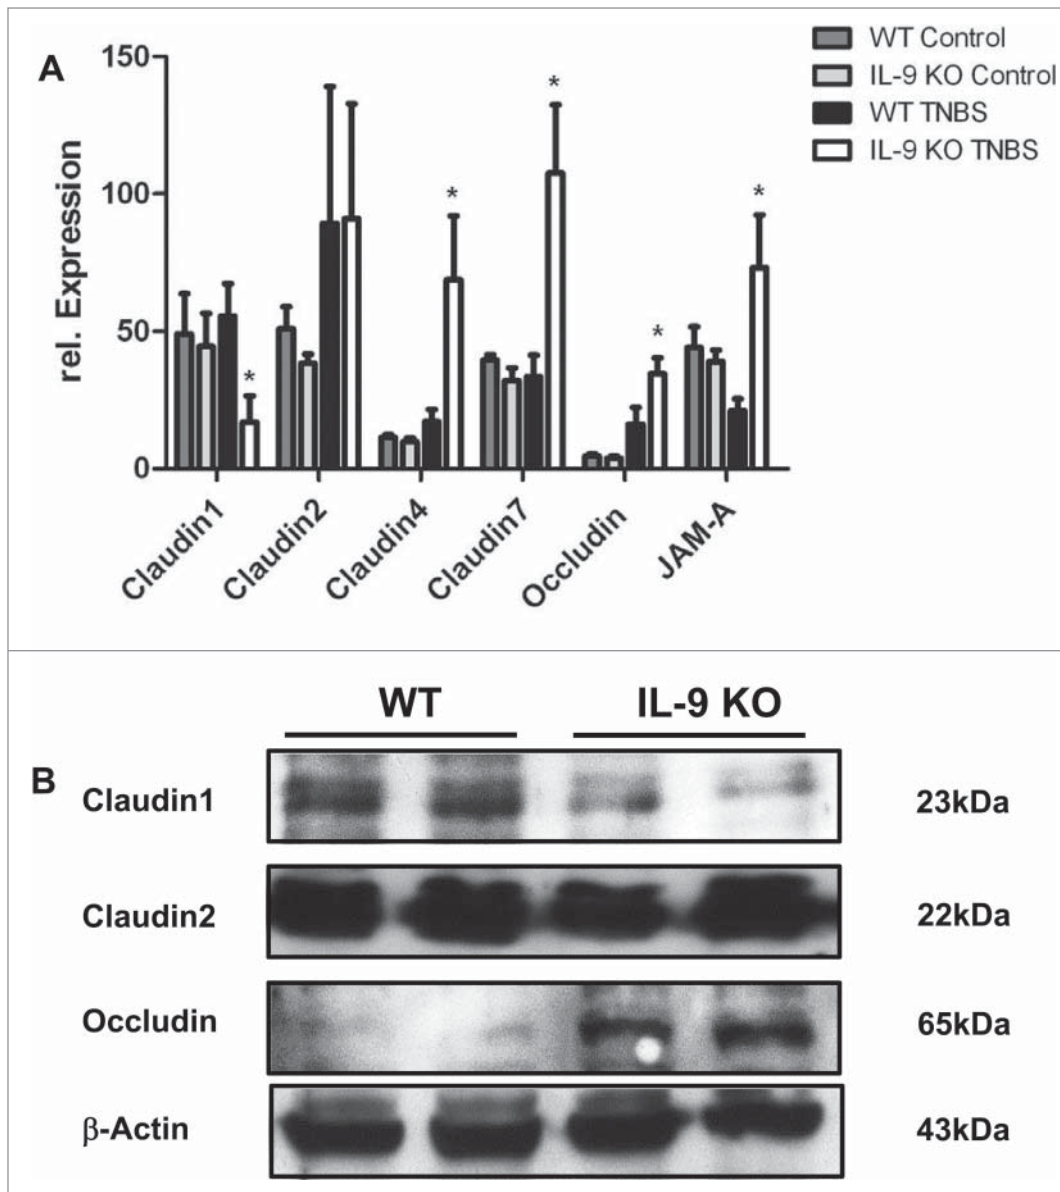 A
WT Control
IL-9 KO Control
WT TNBS
IL-9 KO TNBS
rel. Expression
150
100
50
0
*
*
*
*
*
Claudin1
Claudin2
Claudin4
Claudin7
Occludin
JAM-A
B
WT IL-9 KO
Claudin1 23kDa
Claudin2 22kDa
Occludin 65kDa
β-Actin 43kDa